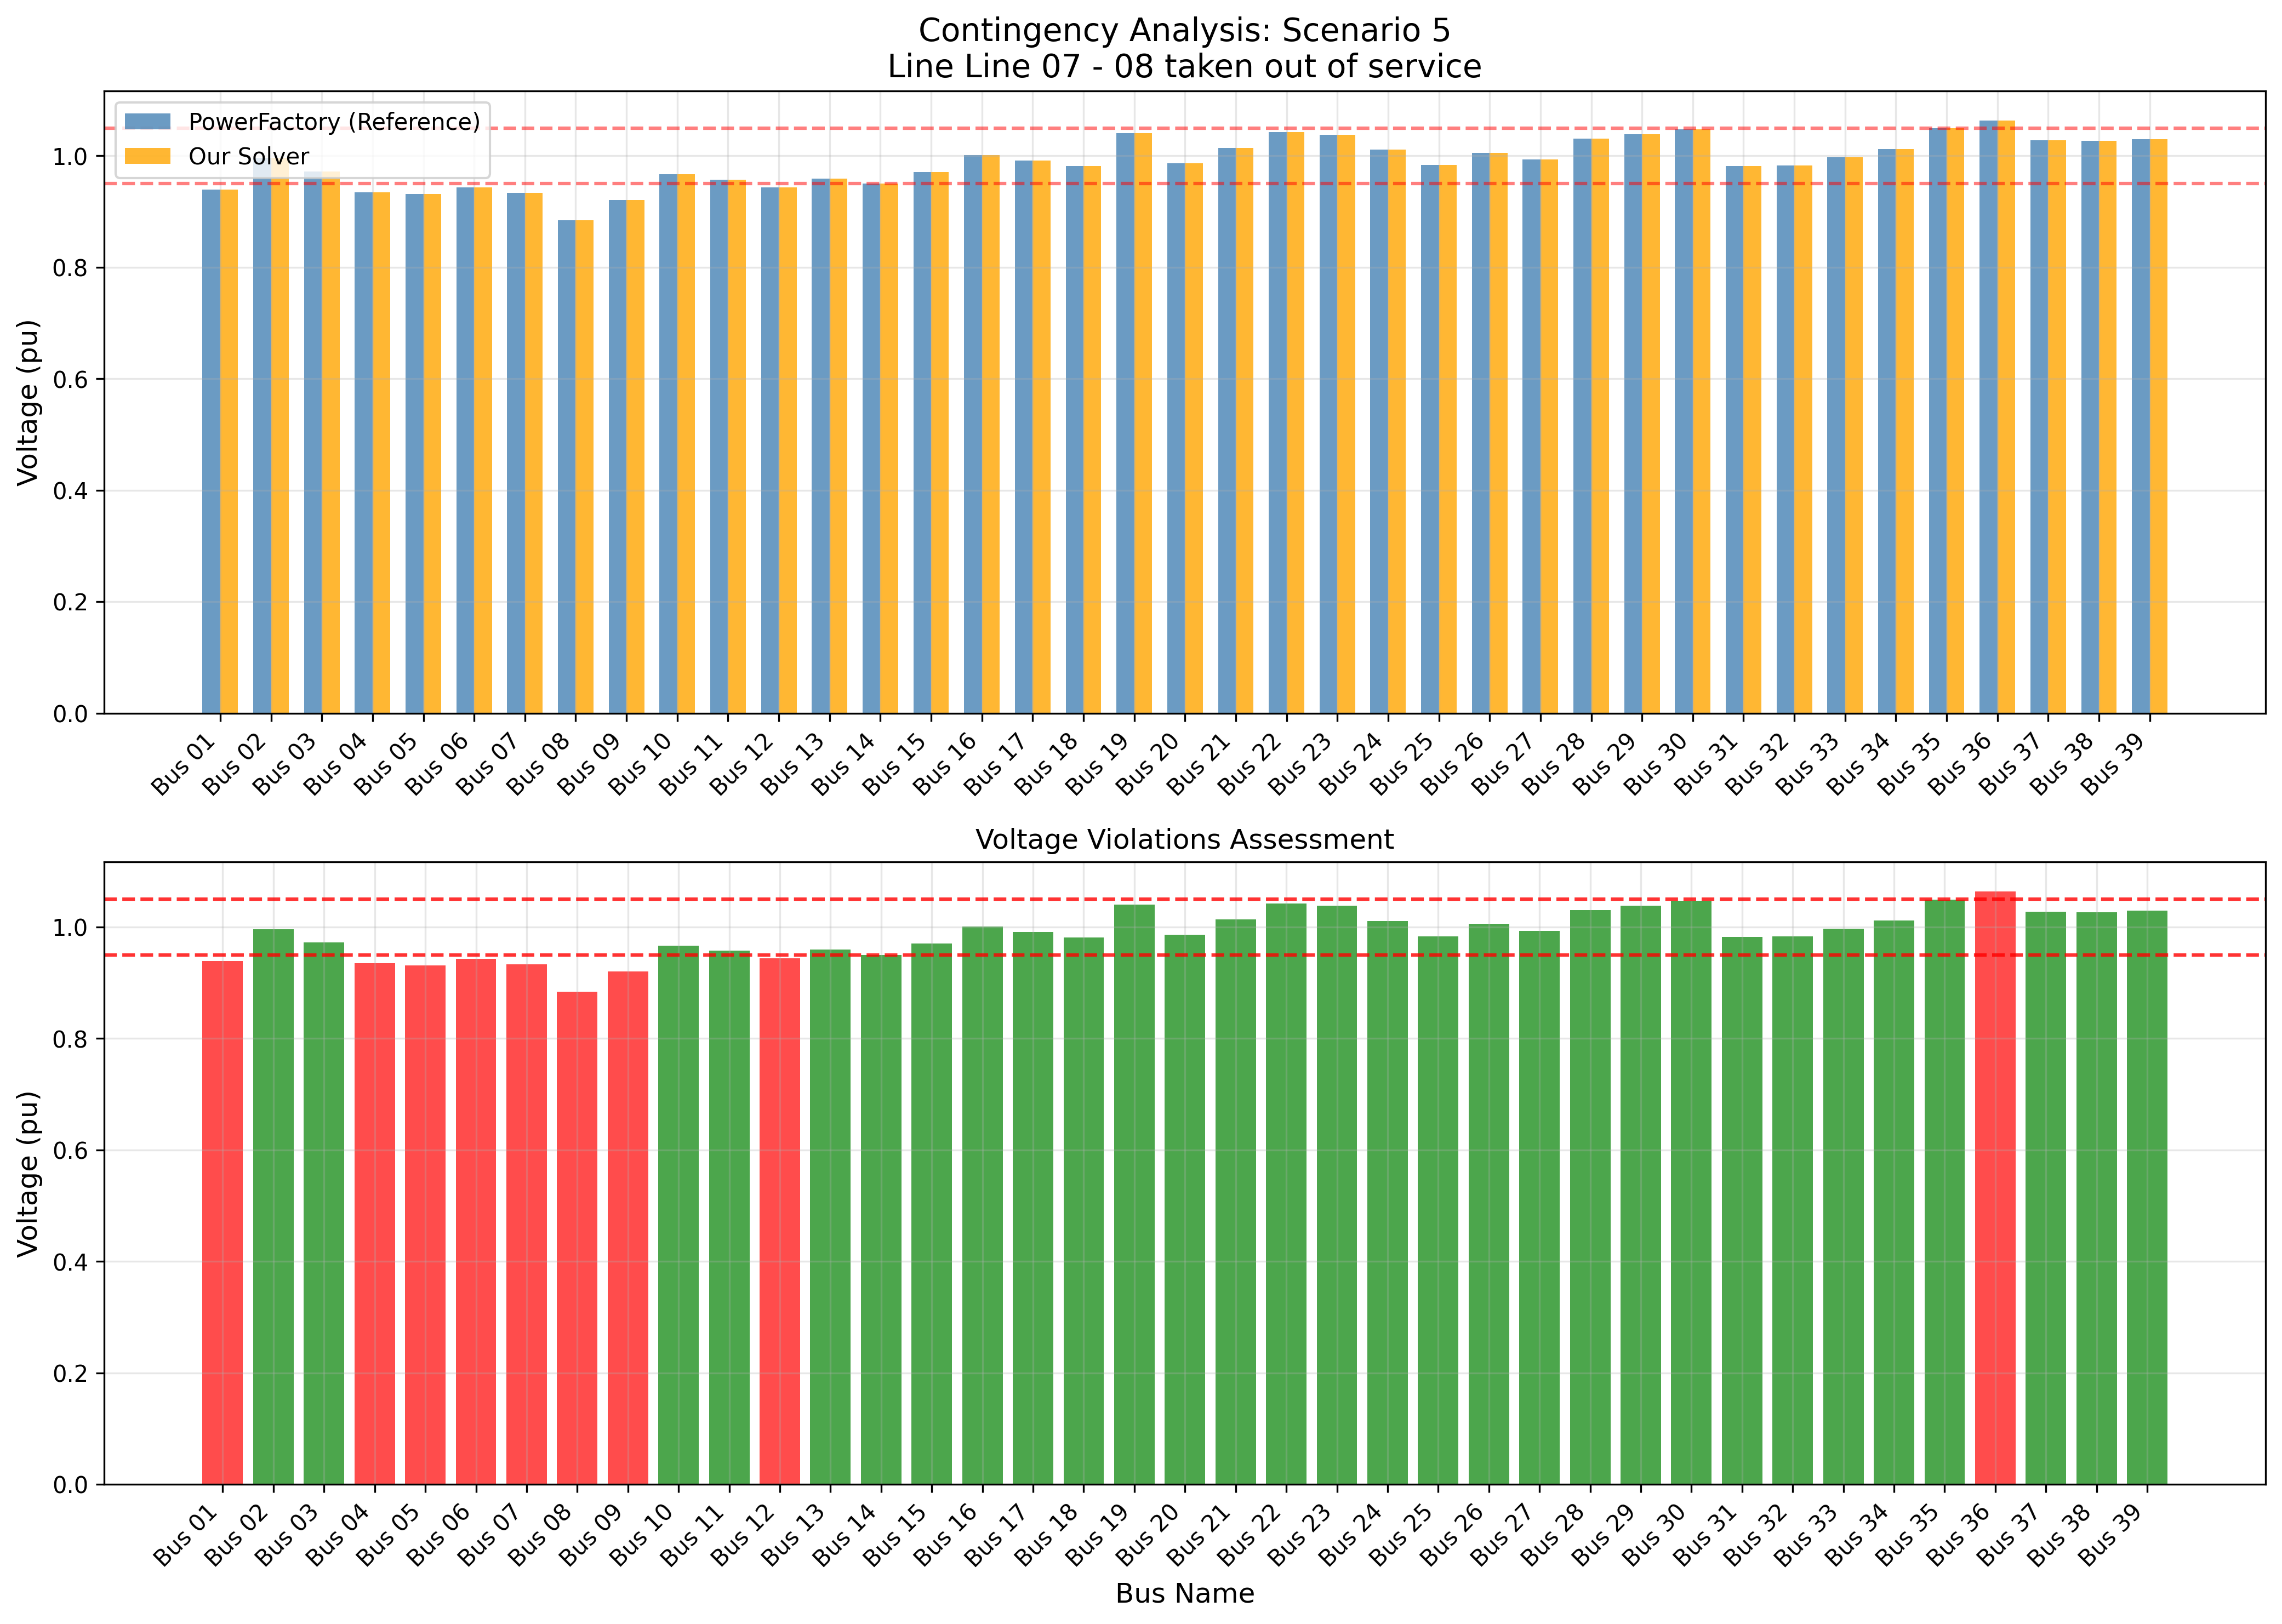 Contingency Analysis: Scenario 5
Line Line 07 - 08 taken out of service
PowerFactory (Reference)
Our Solver
Voltage (pu)
1.0
0.8
0.6
0.4
0.2
0.0
Bus 01
Bus 02
Bus 03
Bus 04
Bus 05
Bus 06
Bus 07
Bus 08
Bus 09
Bus 10
Bus 11
Bus 12
Bus 13
Bus 14
Bus 15
Bus 16
Bus 17
Bus 18
Bus 19
Bus 20
Bus 21
Bus 22
Bus 23
Bus 24
Bus 25
Bus 26
Bus 27
Bus 28
Bus 29
Bus 30
Bus 31
Bus 32
Bus 33
Bus 34
Bus 35
Bus 36
Bus 37
Bus 38
Bus 39
Voltage Violations Assessment
Voltage (pu)
1.0
0.8
0.6
0.4
0.2
0.0
Bus 01
Bus 02
Bus 03
Bus 04
Bus 05
Bus 06
Bus 07
Bus 08
Bus 09
Bus 10
Bus 11
Bus 12
Bus 13
Bus 14
Bus 15
Bus 16
Bus 17
Bus 18
Bus 19
Bus 20
Bus 21
Bus 22
Bus 23
Bus 24
Bus 25
Bus 26
Bus 27
Bus 28
Bus 29
Bus 30
Bus 31
Bus 32
Bus 33
Bus 34
Bus 35
Bus 36
Bus 37
Bus 38
Bus 39
Bus Name